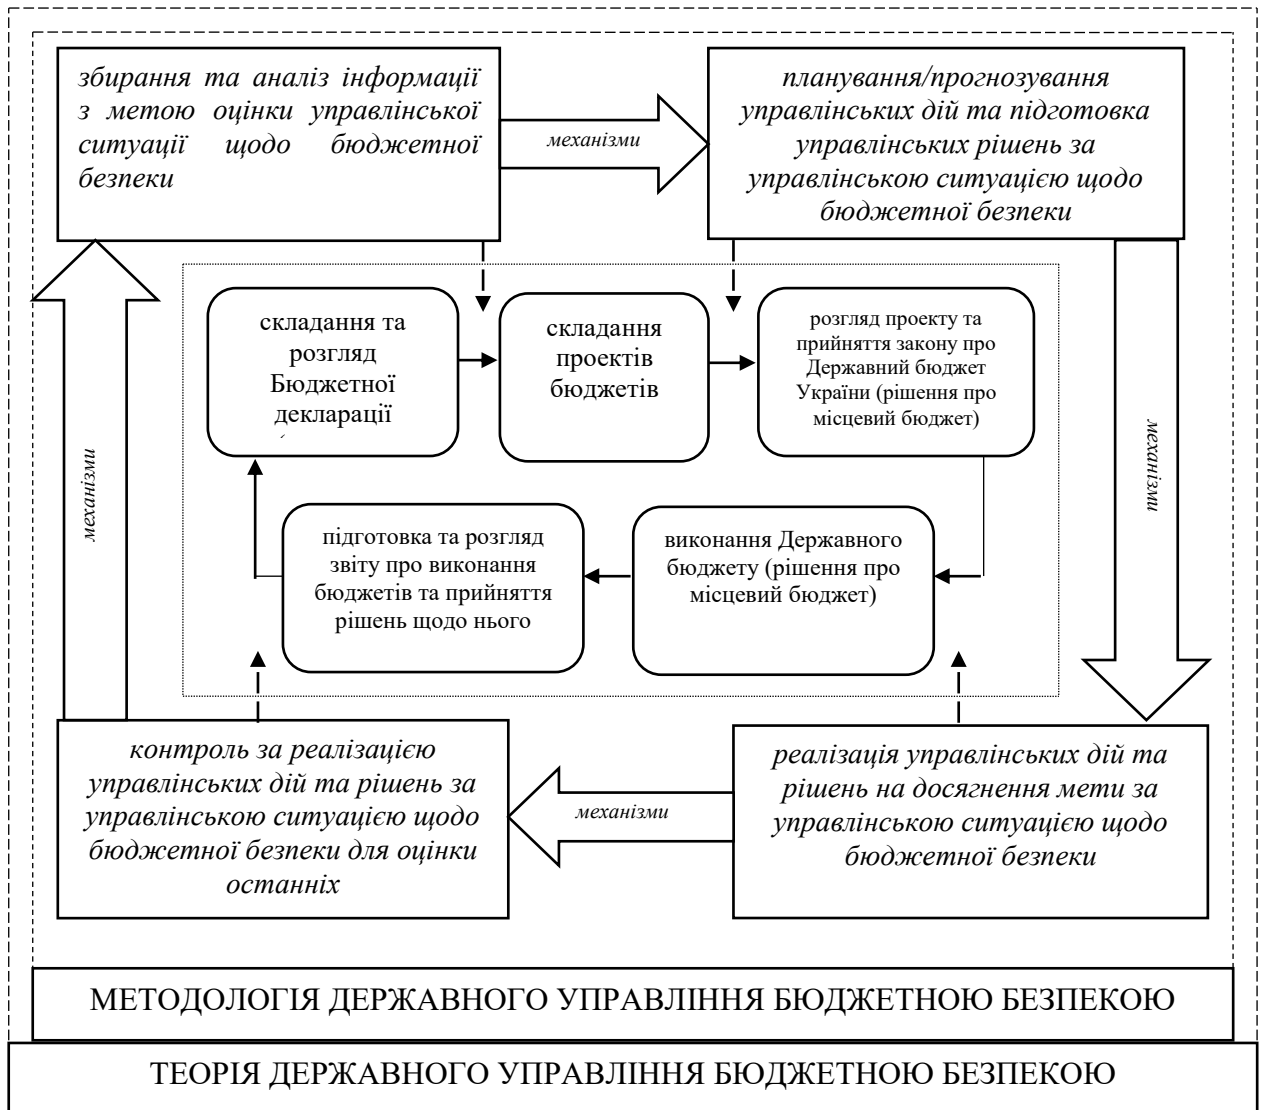 збирання та аналіз інформації
з метою оцінки управлінської
ситуації щодо бюджетної
безпеки
механізми
планування/прогнозування
управлінських дій та підготовка
управлінських рішень за
управлінською ситуацією щодо
бюджетної безпеки
складання та
розгляд
Бюджетної
декларації
складання
проектів
бюджетів
розгляд проекту та
прийняття закону про
Державний бюджет
України (рішення про
місцевий бюджет)
механізми
механізми
підготовка та розгляд
звіту про виконання
бюджетів та прийняття
рішень щодо нього
виконання Державного
бюджету (рішення про
місцевий бюджет)
контроль за реалізацією
управлінських дій та рішень за
управлінською ситуацією щодо
бюджетної безпеки для оцінки
останніх
механізми
реалізація управлінських дій та
рішень на досягнення мети за
управлінською ситуацією щодо
бюджетної безпеки
МЕТОДОЛОГІЯ ДЕРЖАВНОГО УПРАВЛІННЯ БЮДЖЕТНОЮ БЕЗПЕКОЮ
ТЕОРІЯ ДЕРЖАВНОГО УПРАВЛІННЯ БЮДЖЕТНОЮ БЕЗПЕКОЮ